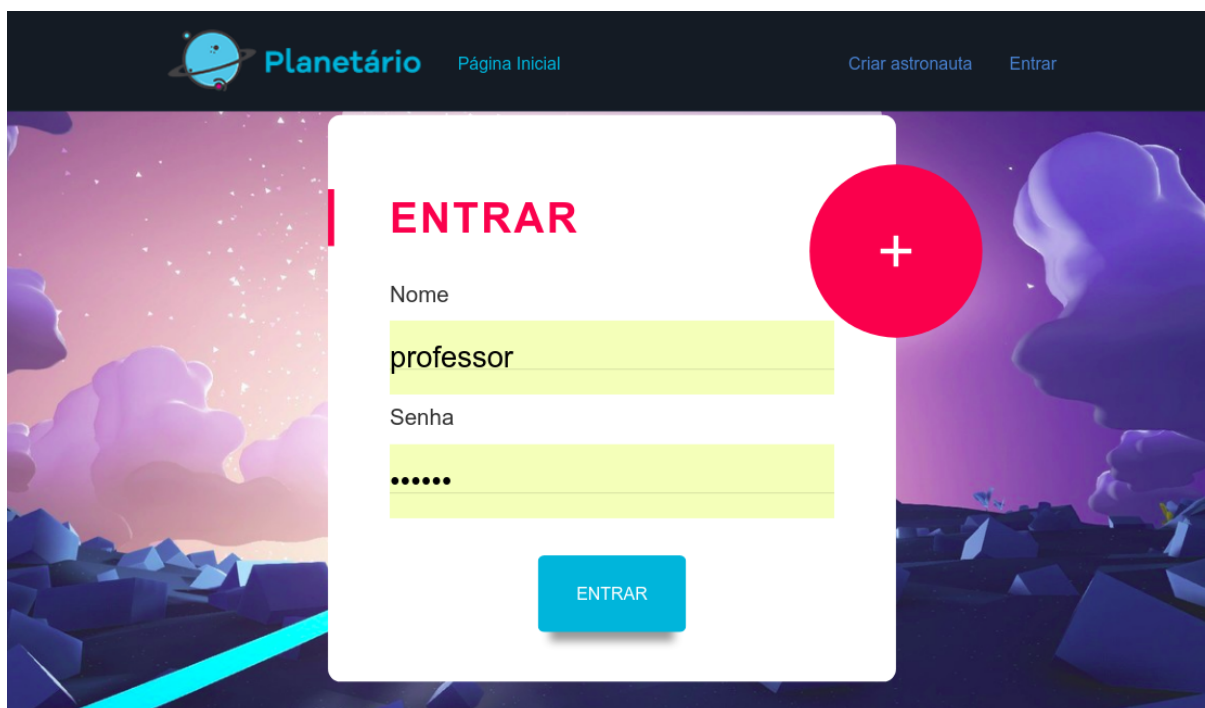 Planetário
Página Inicial
Criar astronauta
Entrar
ENTRAR
+
Nome
professor
Senha
••••••
ENTRAR